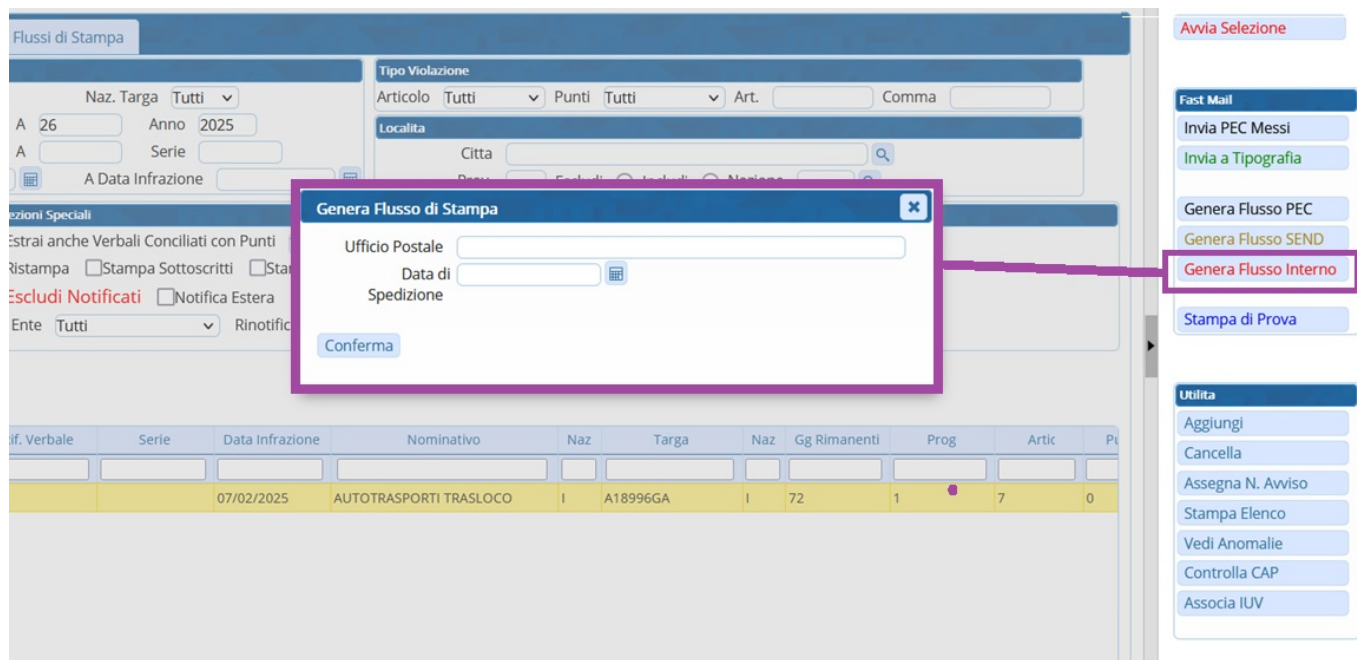 Flussi di Stampa
Avvia Selezione
Tipo Violazione
Naz. Targa Tutti
Articolo Tutti Punti Tutti Art. Comma
Fast Mail
A 26 Anno 2025
Localita
Invia PEC Messi
A Serie
Citta
Invia a Tipografia
A Data Infrazione
Genera Flusso di Stampa
Speciali
Genera Flusso PEC
anche Verbali Conciliati con Punti
Ufficio Postale
Genera Flusso SEND
Ristampa Stampa Sottoscritti
Data di
Spedizione
Genera Flusso Interno
Escludi Notificati Notifica Estera
Ente Tutti
Stampa di Prova
Conferma
Utilita
Aggiungi
Verbale Serie Data Infrazione Nominativo Naz Targa Naz Gg Rimanenti Prog Artic
Cancella
Assegna N. Avviso
07/02/2025 AUTOTRASPORTI TRASLOCO I A18996GA I 72 1 7 0
Stampa Elenco
Vedi Anomalie
Controlla CAP
Associa IUV